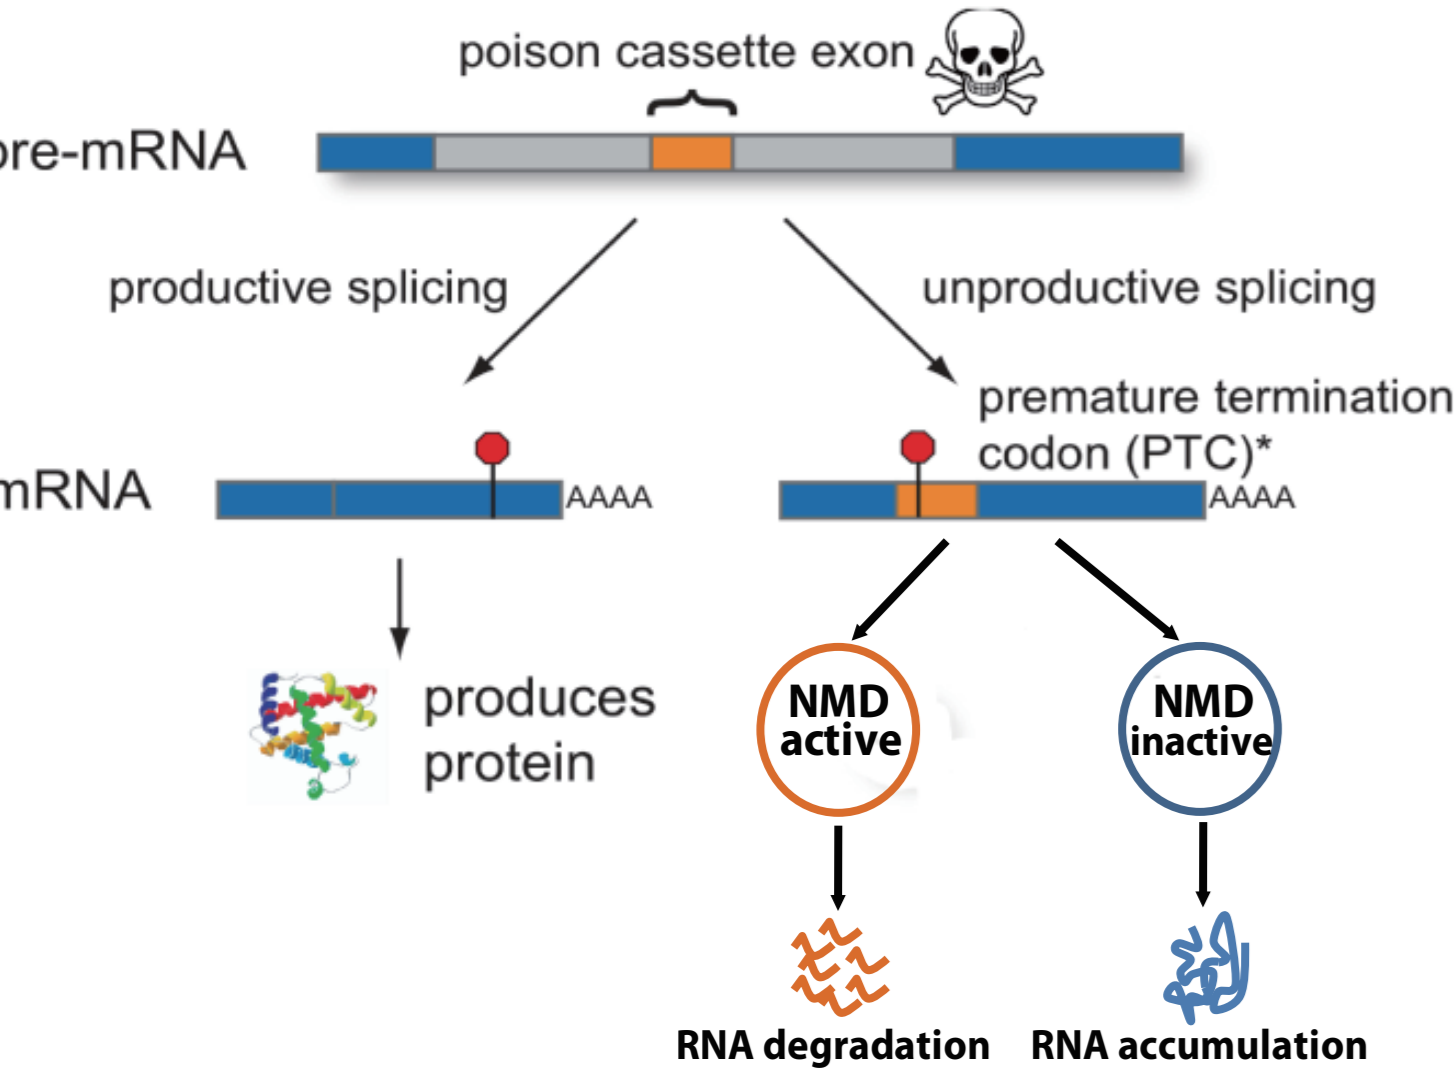 poison cassette exon
pre-mRNA
productive splicing
unproductive splicing
premature termination
codon (PTC)*
mRNA
AAAA
AAAA
produces
protein
NMD
active
NMD
inactive
RNA degradation
RNA accumulation